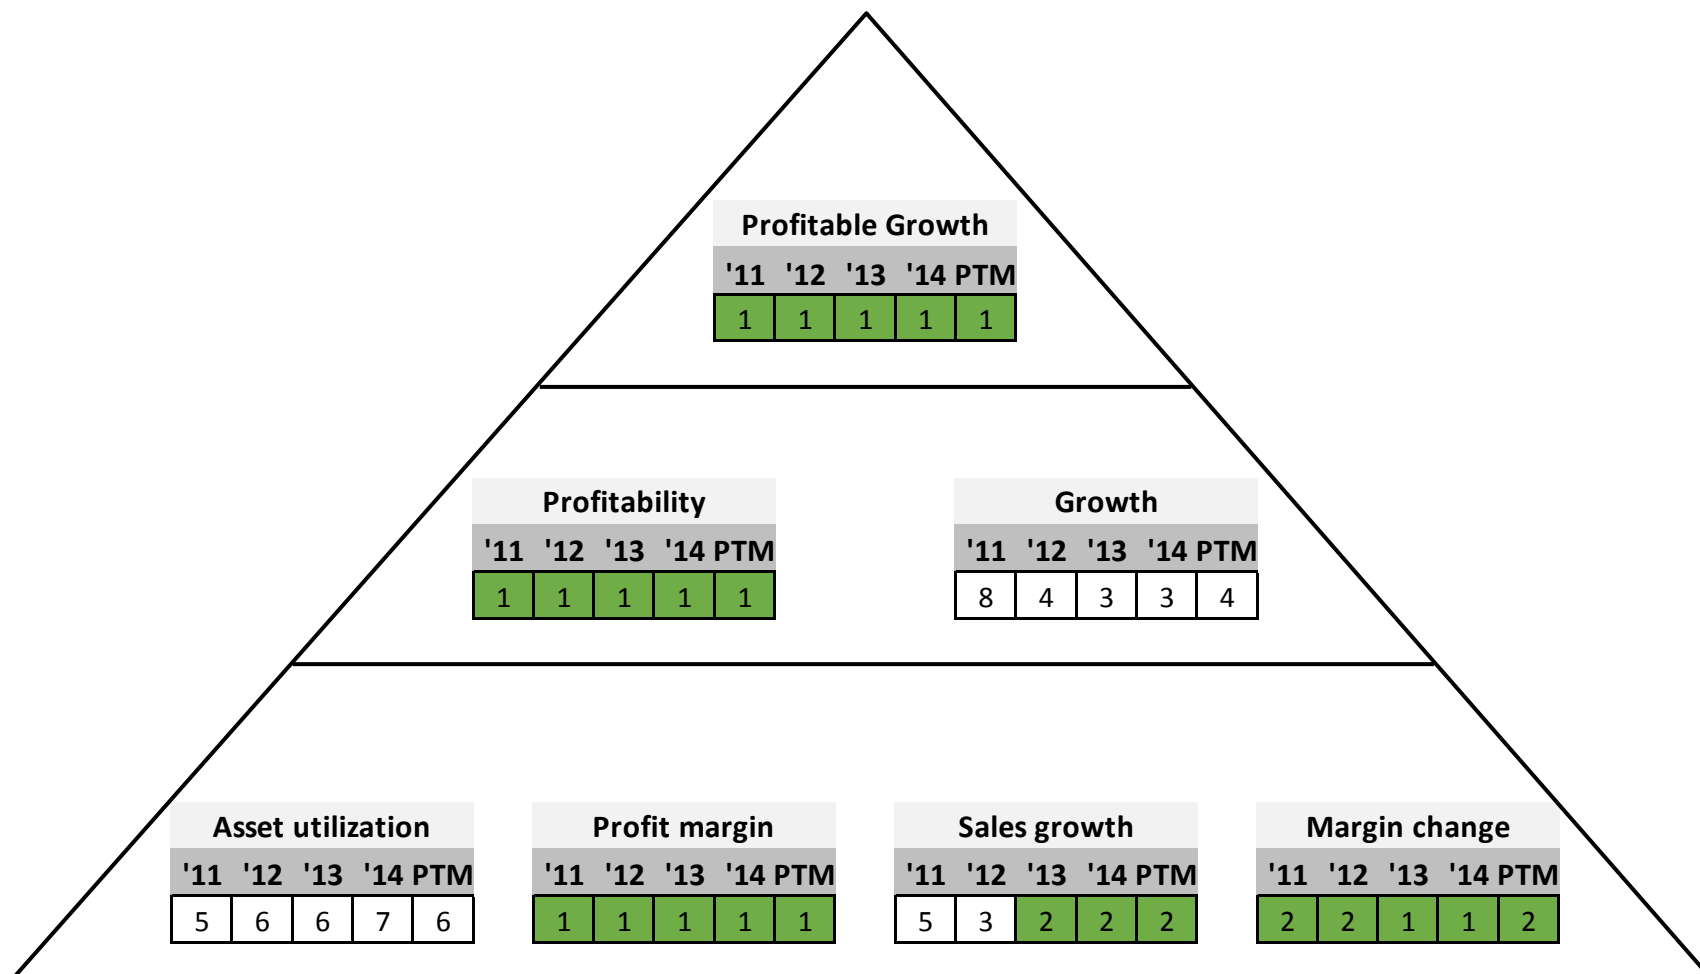 Profitable Growth
'11 '12 '13 '14 PTM
1 1 1 1 1
Profitability
'11 '12 '13 '14 PTM
1 1 1 1 1
Growth
'11 '12 '13 '14 PTM
8 4 3 3 4
Asset utilization
'11 '12 '13 '14 PTM
5 6 6 7 6
Profit margin
'11 '12 '13 '14 PTM
1 1 1 1 1
Sales growth
'11 '12 '13 '14 PTM
5 3 2 2 2
Margin change
'11 '12 '13 '14 PTM
2 2 1 1 2